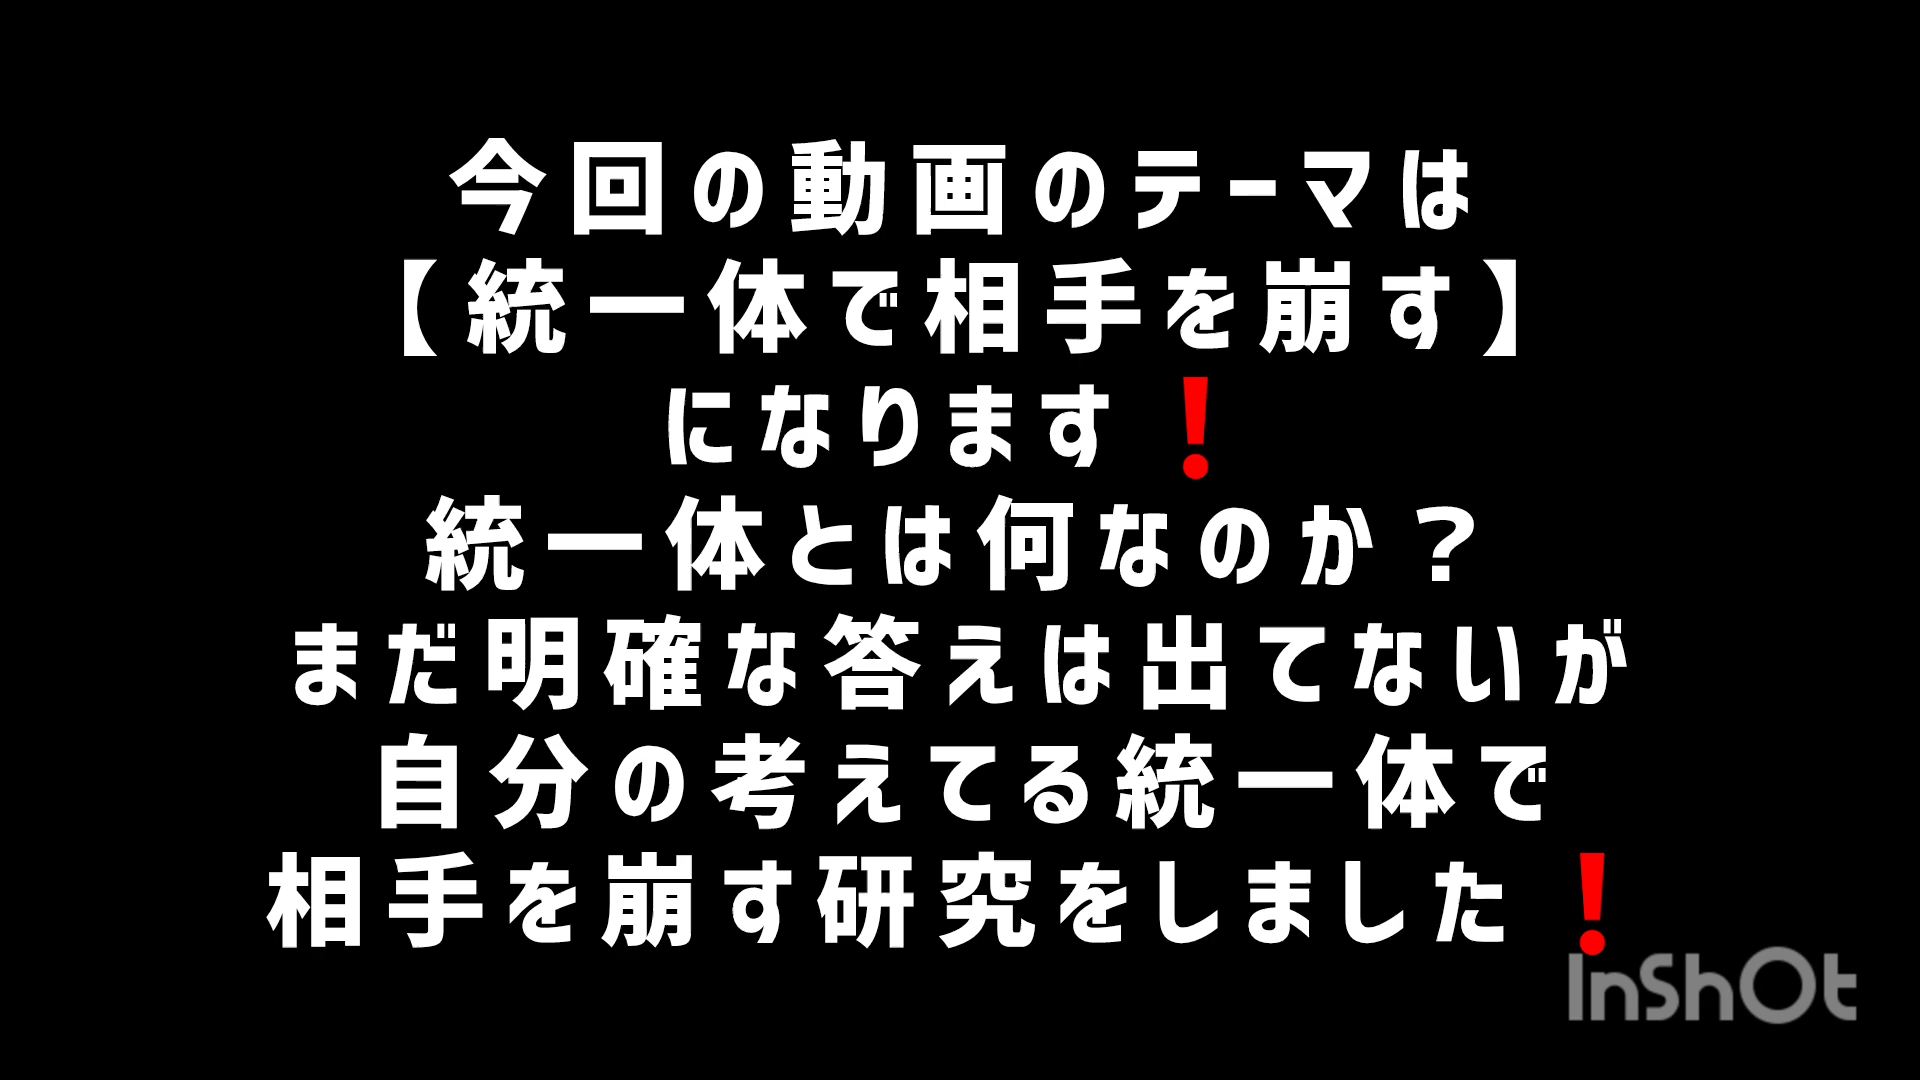 今回の動画のテーマは
【統一体で相手を崩す】
になります❗
統一体とは何なのか?
まだ明確な答えは出てないが
自分の考えてる統一体で
相手を崩す研究をしました❗
InShOt